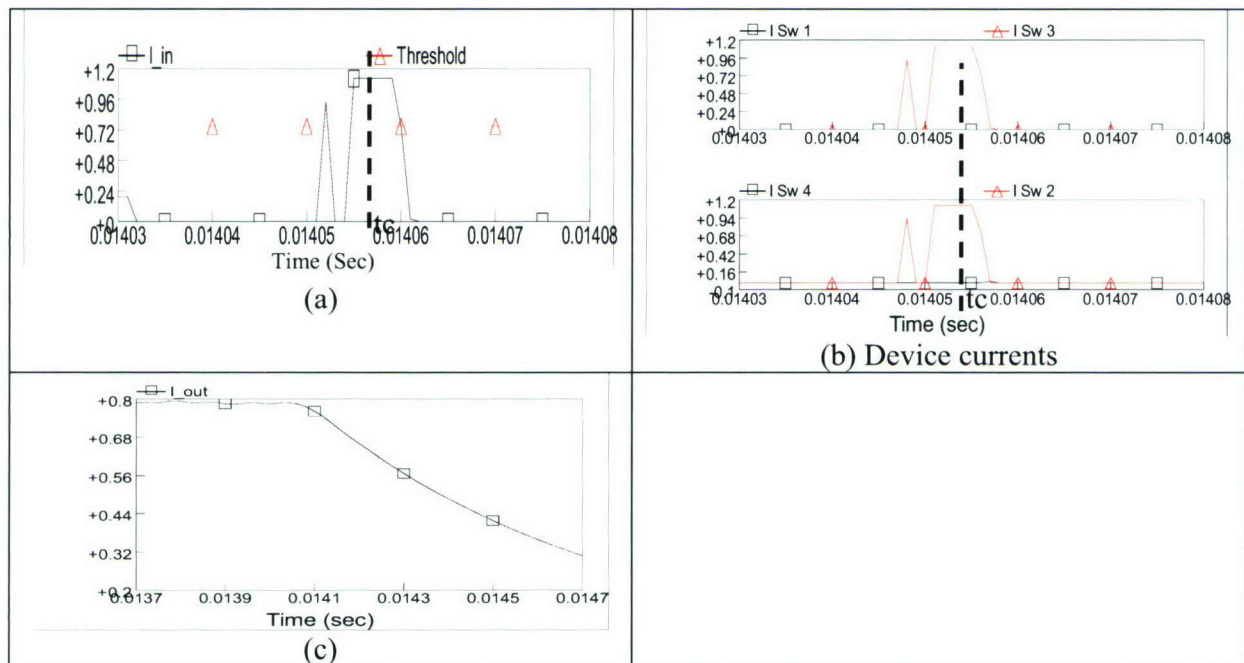 I_in Threshold
+1.2
+0.96
+0.72
+0.48
+0.24
+0
0.01403 0.01404 0.01405 0.01406 0.01407 0.01408
tc
Time (Sec)
(a)
I Sw 1 I Sw 3
+1.2
+0.96
+0.72
+0.48
+0.24
+0
0.01403 0.01404 0.01405 0.01406 0.01407 0.01408
I Sw 4 I Sw 2
+1.2
+0.94
+0.68
+0.42
+0.16
-0.1
0.01403 0.01404 0.01405 0.01406 0.01407 0.01408
tc
Time (sec)
(b) Device currents
I_out
+0.8
+0.68
+0.56
+0.44
+0.32
+0.2
0.0137 0.0139 0.0141 0.0143 0.0145 0.0147
Time (sec)
(c)